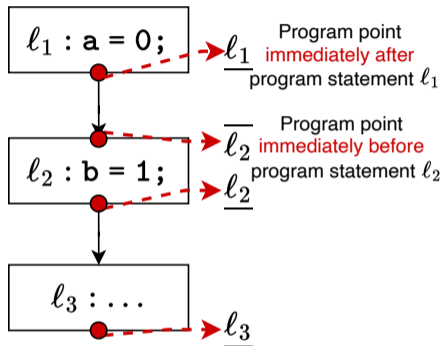 ℓ₁ : a = 0;
Program point
immediately after
program statement ℓ₁
ℓ₁
Program point
immediately before
program statement ℓ₂
ℓ₂
ℓ₂ : b = 1;
ℓ₂
ℓ₃ : ...
ℓ₃